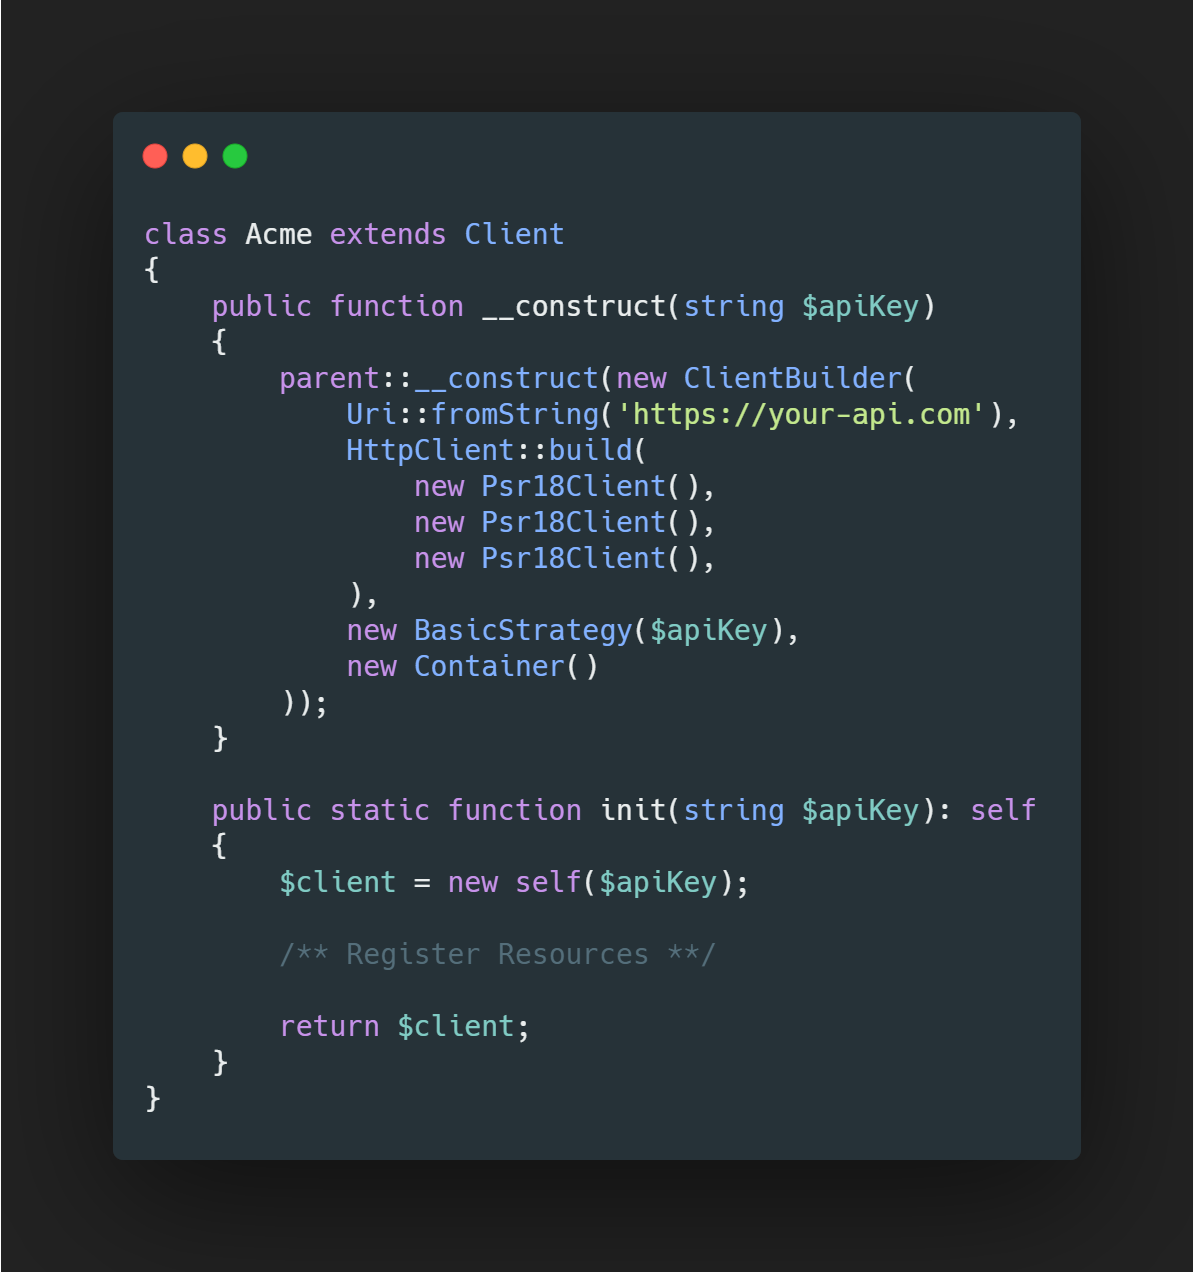 class Acme extends Client
{
    public function __construct(string $apiKey)
    {
        parent::__construct(new ClientBuilder(
            Uri::fromString('https://your-api.com'),
            HttpClient::build(
                new Psr18Client(),
                new Psr18Client(),
                new Psr18Client(),
            ),
            new BasicStrategy($apiKey),
            new Container()
        ));
    }

    public static function init(string $apiKey): self
    {
        $client = new self($apiKey);

        /** Register Resources **/

        return $client;
    }
}